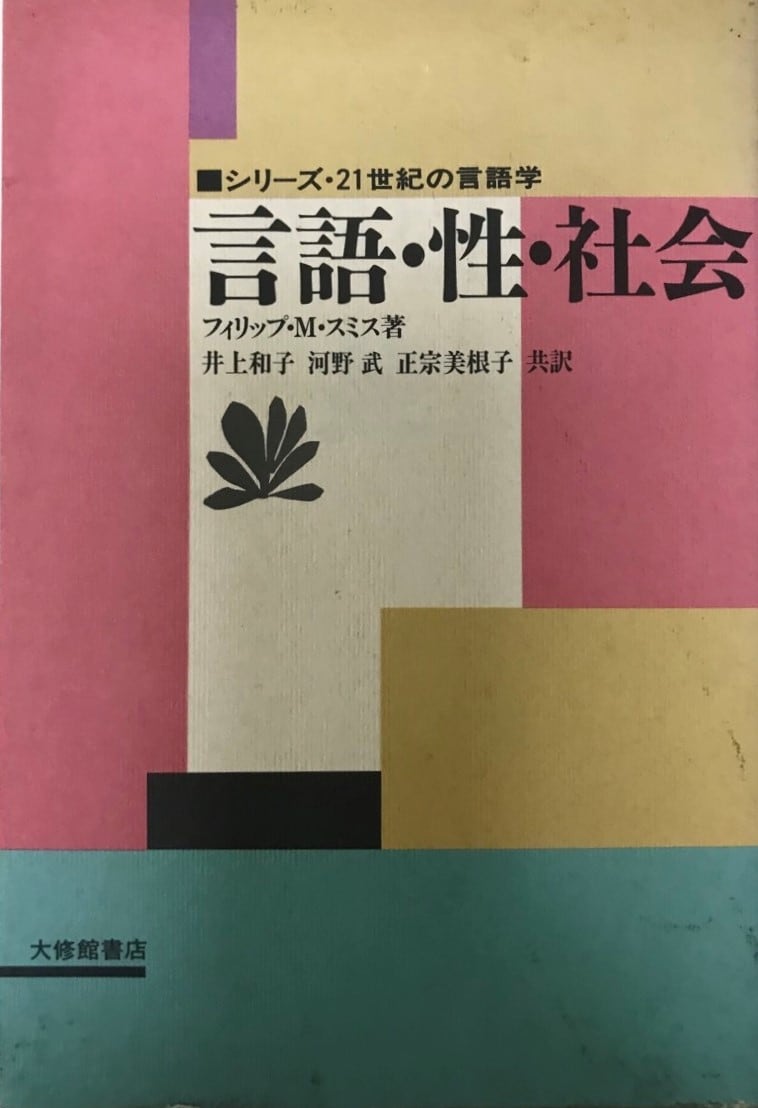 ■シリーズ・21世紀の言語学
言語・性・社会
フィリップ・M・スミス著
井上和子 河野 武 正宗美根子 共訳
大修館書店